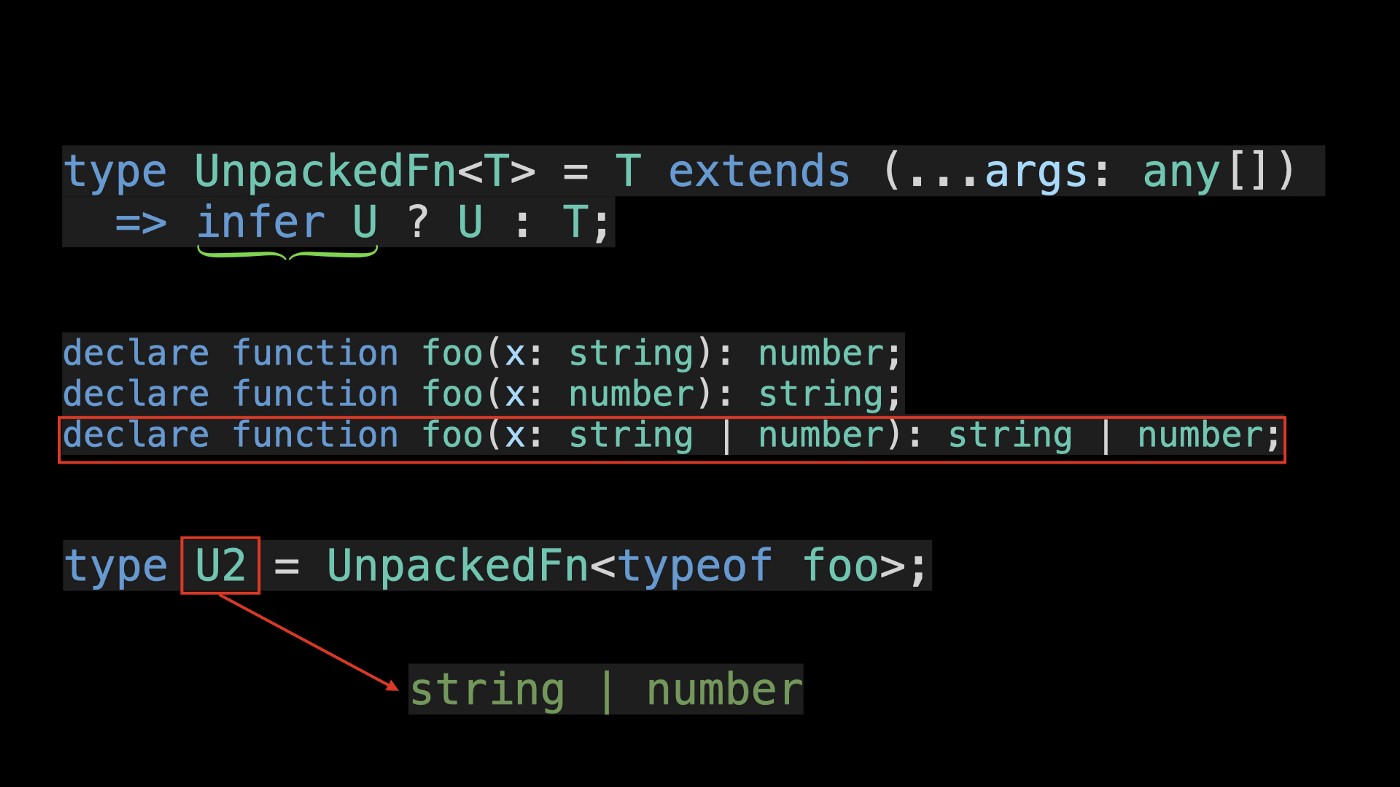 type UnpackedFn<T> = T extends (...args: any[])
=> infer U ? U : T;
declare function foo(x: string): number;
declare function foo(x: number): string;
declare function foo(x: string | number): string | number;
type U2 = UnpackedFn<typeof foo>;
string | number